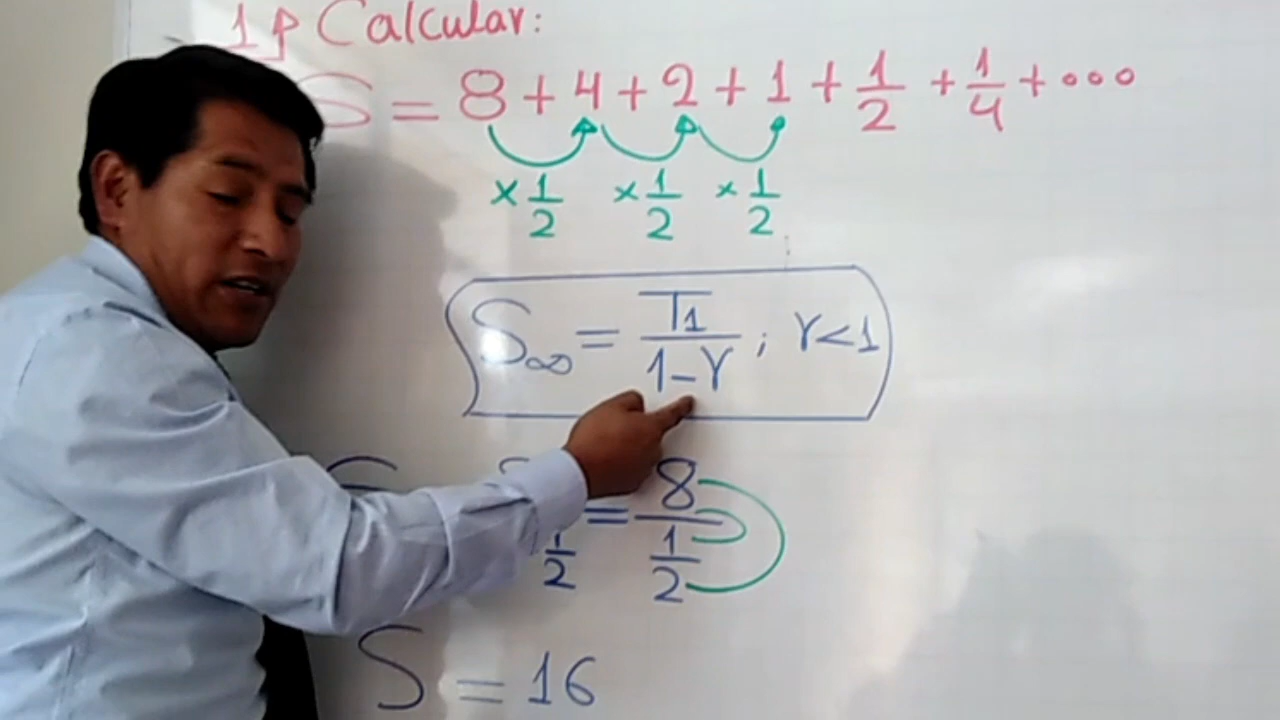 1) Calcular:
S = 8 + 4 + 2 + 1 + 1/2 + 1/4 + ...
×1/2 ×1/2 ×1/2
S∞ = T1/(1-r) ; r<1
1/2 = 8/(1/2)
S = 16